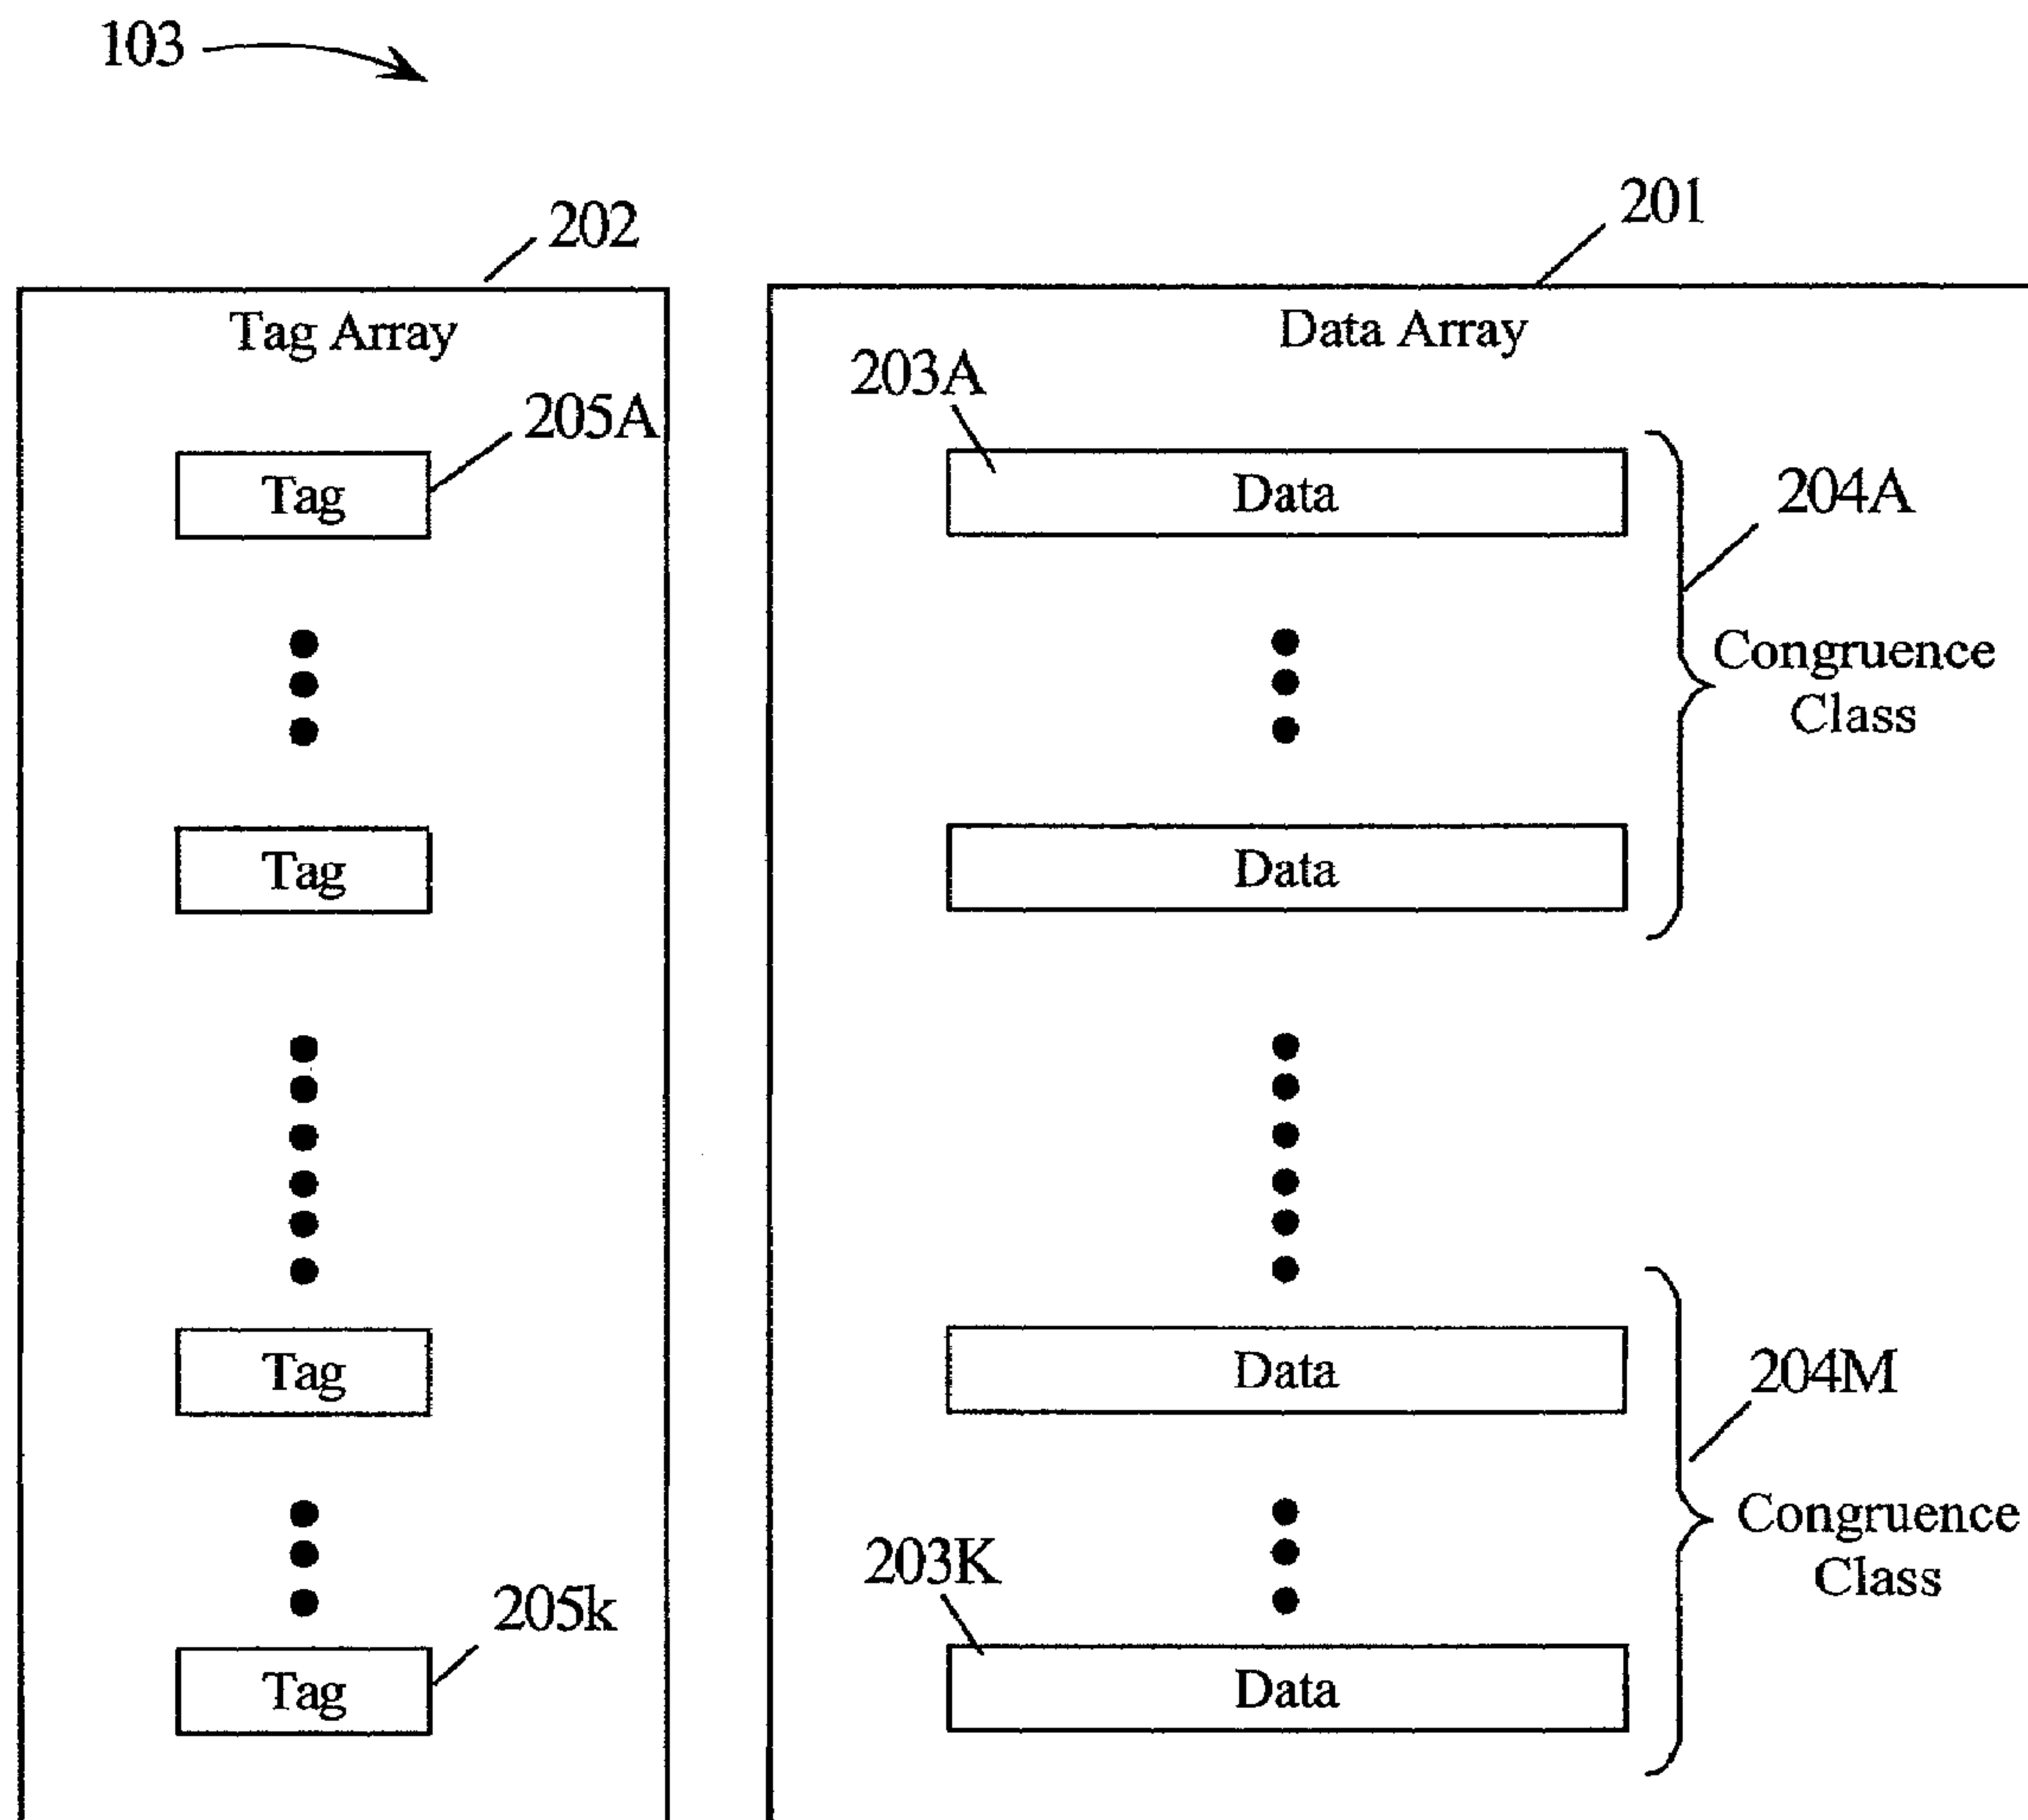 103
202
201
Tag Array
Data Array
203A
205A
Tag
Data
204A
Congruence
Class
Tag
Data
Tag
Data
204M
Congruence
Class
203K
205k
Tag
Data